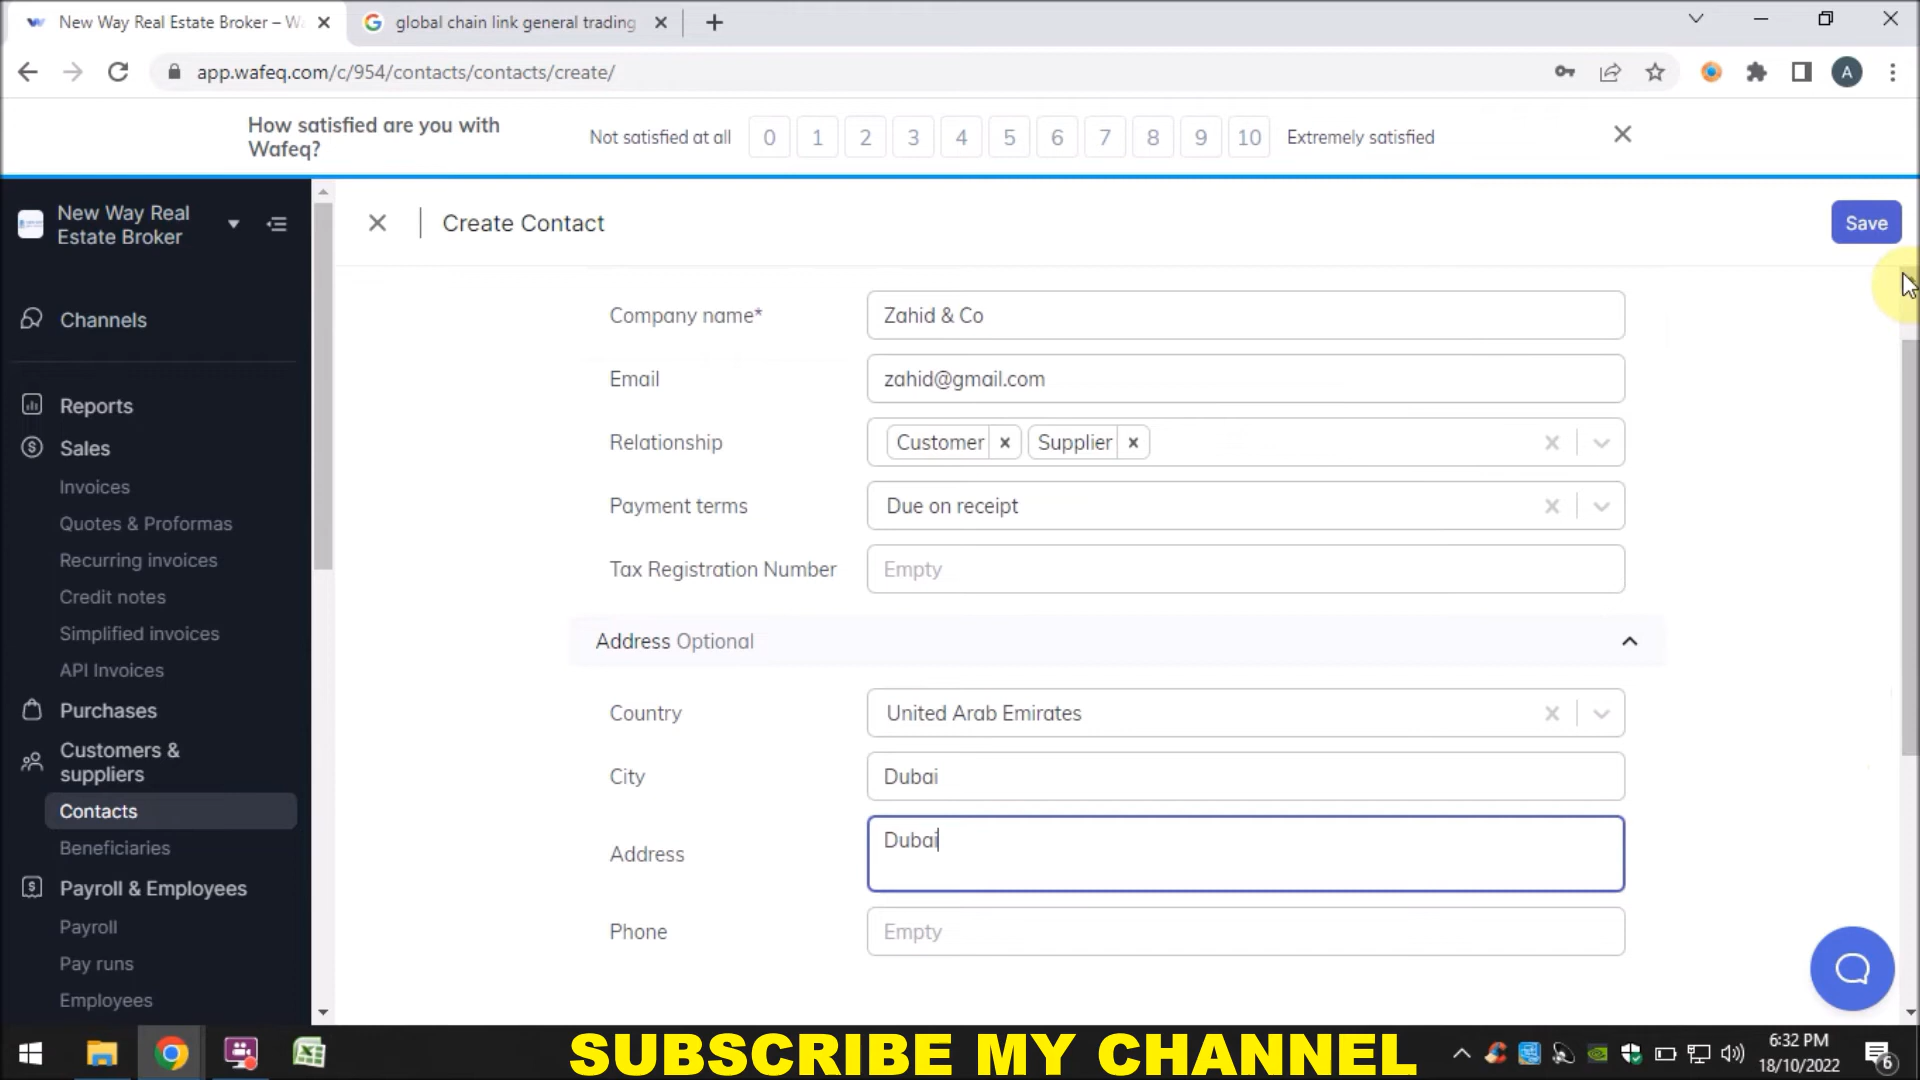 New Way Real Estate Broker – Wa
global chain link general trading
app.wafeq.com/c/954/contacts/contacts/create/
A
How satisfied are you with
Wafeq?
Not satisfied at all
0 1 2 3 4 5 6 7 8 9 10
Extremely satisfied
New Way Real
Estate Broker
Create Contact
Save
Channels
Reports
Sales
Invoices
Quotes & Proformas
Recurring invoices
Credit notes
Simplified invoices
API Invoices
Purchases
Customers &
suppliers
Contacts
Beneficiaries
Payroll & Employees
Payroll
Pay runs
Employees
Company name* Zahid & Co
Email zahid@gmail.com
Relationship Customer Supplier
Payment terms Due on receipt
Tax Registration Number Empty
Address Optional
Country United Arab Emirates
City Dubai
Address Dubai
Phone Empty
SUBSCRIBE MY CHANNEL
6:32 PM
18/10/2022
6